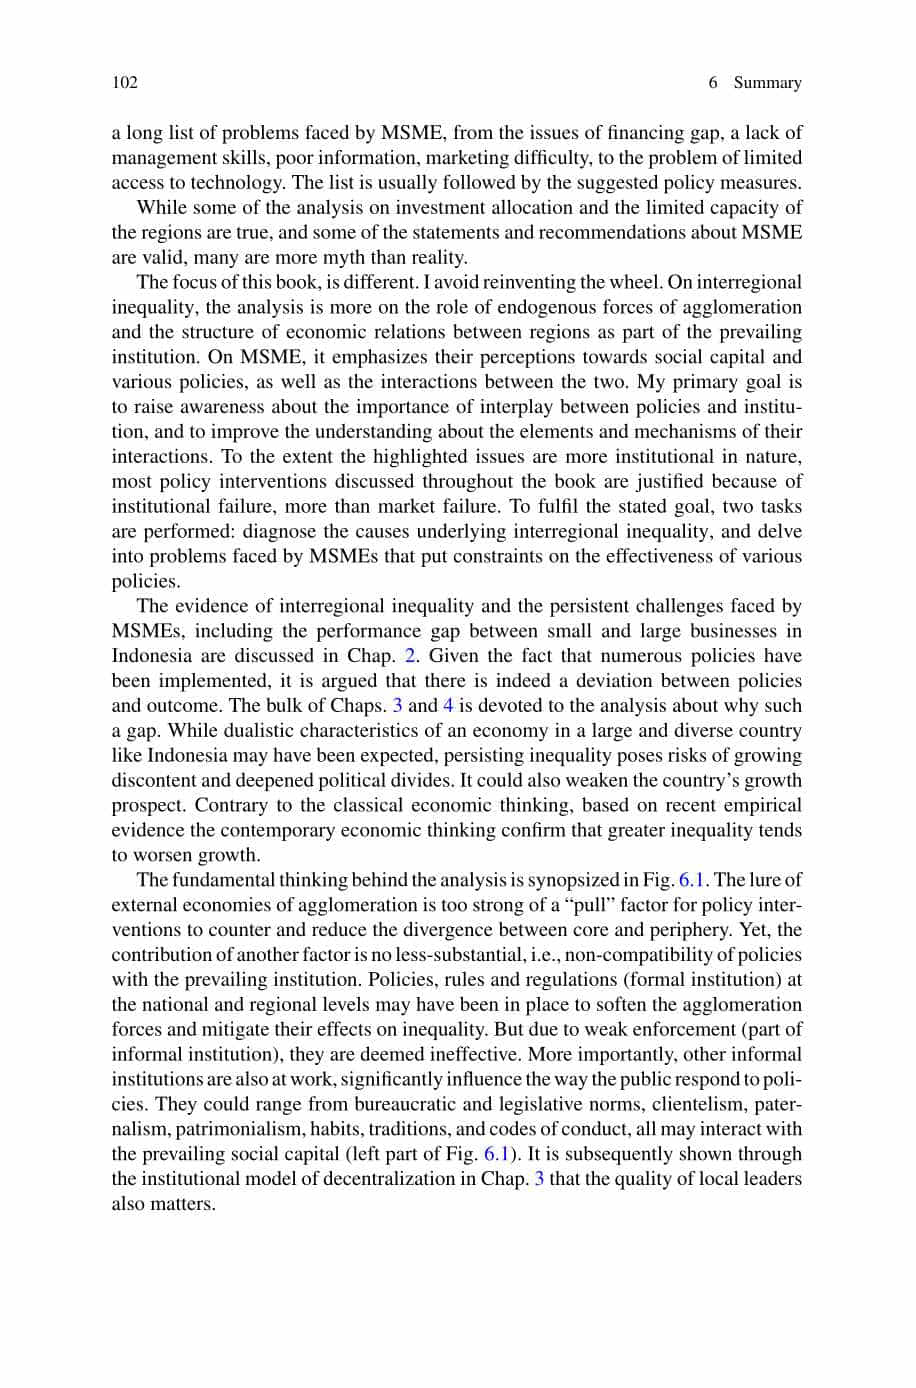 102
6 Summary
a long list of problems faced by MSME, from the issues of financing gap, a lack of
management skills, poor information, marketing difficulty, to the problem of limited
access to technology. The list is usually followed by the suggested policy measures.
While some of the analysis on investment allocation and the limited capacity of
the regions are true, and some of the statements and recommendations about MSME
are valid, many are more myth than reality.
The focus of this book, is different. I avoid reinventing the wheel. On interregional
inequality, the analysis is more on the role of endogenous forces of agglomeration
and the structure of economic relations between regions as part of the prevailing
institution. On MSME, it emphasizes their perceptions towards social capital and
various policies, as well as the interactions between the two. My primary goal is
to raise awareness about the importance of interplay between policies and institu-
tion, and to improve the understanding about the elements and mechanisms of their
interactions. To the extent the highlighted issues are more institutional in nature,
most policy interventions discussed throughout the book are justified because of
institutional failure, more than market failure. To fulfil the stated goal, two tasks
are performed: diagnose the causes underlying interregional inequality, and delve
into problems faced by MSMEs that put constraints on the effectiveness of various
policies.
The evidence of interregional inequality and the persistent challenges faced by
MSMEs, including the performance gap between small and large businesses in
Indonesia are discussed in Chap. 2. Given the fact that numerous policies have
been implemented, it is argued that there is indeed a deviation between policies
and outcome. The bulk of Chaps. 3 and 4 is devoted to the analysis about why such
a gap. While dualistic characteristics of an economy in a large and diverse country
like Indonesia may have been expected, persisting inequality poses risks of growing
discontent and deepened political divides. It could also weaken the country's growth
prospect. Contrary to the classical economic thinking, based on recent empirical
evidence the contemporary economic thinking confirm that greater inequality tends
to worsen growth.
The fundamental thinking behind the analysis is synopsized in Fig. 6.1. The lure of
external economies of agglomeration is too strong of a “pull” factor for policy inter-
ventions to counter and reduce the divergence between core and periphery. Yet, the
contribution of another factor is no less-substantial, i.e., non-compatibility of policies
with the prevailing institution. Policies, rules and regulations (formal institution) at
the national and regional levels may have been in place to soften the agglomeration
forces and mitigate their effects on inequality. But due to weak enforcement (part of
informal institution), they are deemed ineffective. More importantly, other informal
institutions are also at work, significantly influence the way the public respond to poli-
cies. They could range from bureaucratic and legislative norms, clientelism, pater-
nalism, patrimonialism, habits, traditions, and codes of conduct, all may interact with
the prevailing social capital (left part of Fig. 6.1). It is subsequently shown through
the institutional model of decentralization in Chap. 3 that the quality of local leaders
also matters.